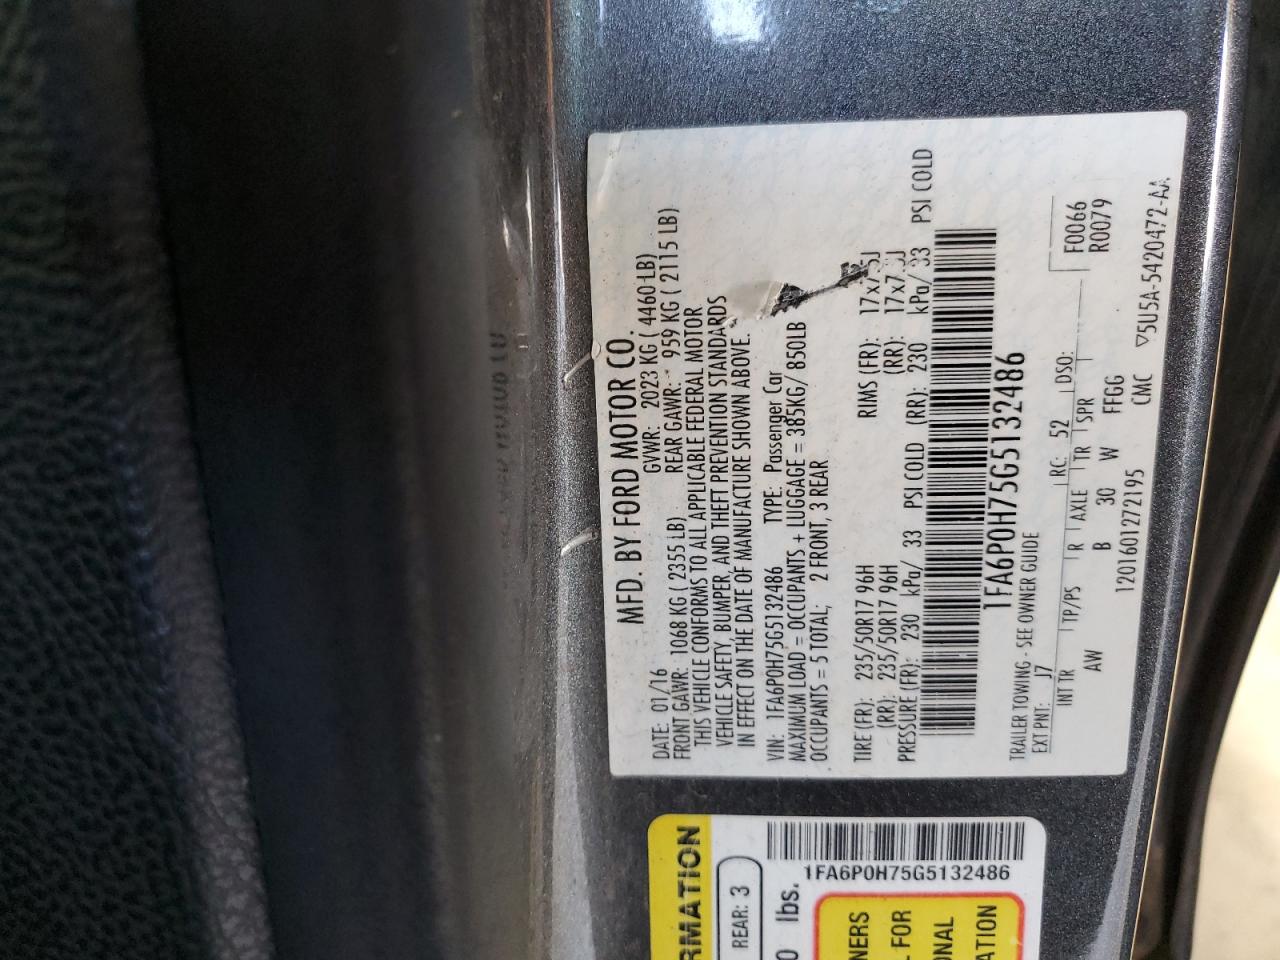 MFD. BY FORD MOTOR CO.
DATE: 01/16 GVWR: 2023 KG ( 4460 LB)
FRONT GAWR: 1068 KG ( 2355 LB) REAR GAWR: 959 KG ( 2115 LB)
THIS VEHICLE CONFORMS TO ALL APPLICABLE FEDERAL MOTOR
VEHICLE SAFETY, BUMPER, AND THEFT PREVENTION STANDARDS
IN EFFECT ON THE DATE OF MANUFACTURE SHOWN ABOVE.
VIN: 1FA6P0H75G5132486 TYPE: Passenger Car
MAXIMUM LOAD = OCCUPANTS + LUGGAGE = 385KG/ 850LB
OCCUPANTS = 5 TOTAL; 2 FRONT, 3 REAR
TIRE (FR): 235/50R17 96H RIMS (FR):
(RR): 235/50R17 96H (RR):
PRESSURE (FR): 230 kPa/ 33 PSI COLD (RR): 230 kPa/ 33 PSI COLD
1FA6P0H75G5132486
TRAILER TOWING - SEE OWNER GUIDE
EXT PNT: J7 RC: 52 DSO: F0066
INT TR TP/PS R AXLE TR SPR R0079
AW B 30 W FFGG
1201601272195 CMC ▽5U5A-5420472-AA
RMATION
REAR: 3
0 lbs.
1FA6P0H75G5132486
NERS
FOR
ONAL
ATION